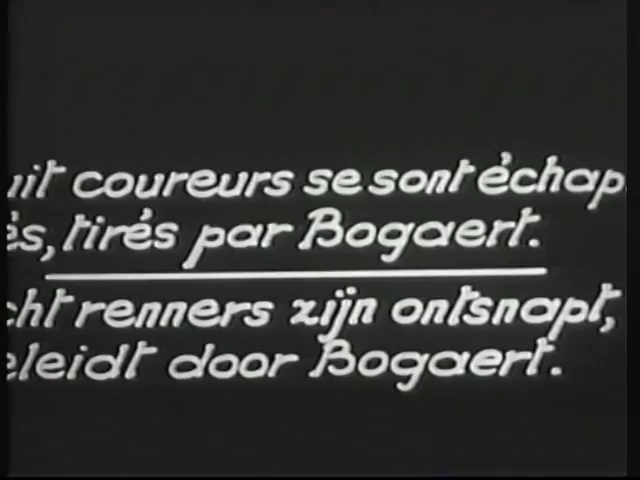 uit coureurs se sont échap
és, tirés par Bogaert.
cht renners zijn ontsnapt,
eleidt door Bogaert.